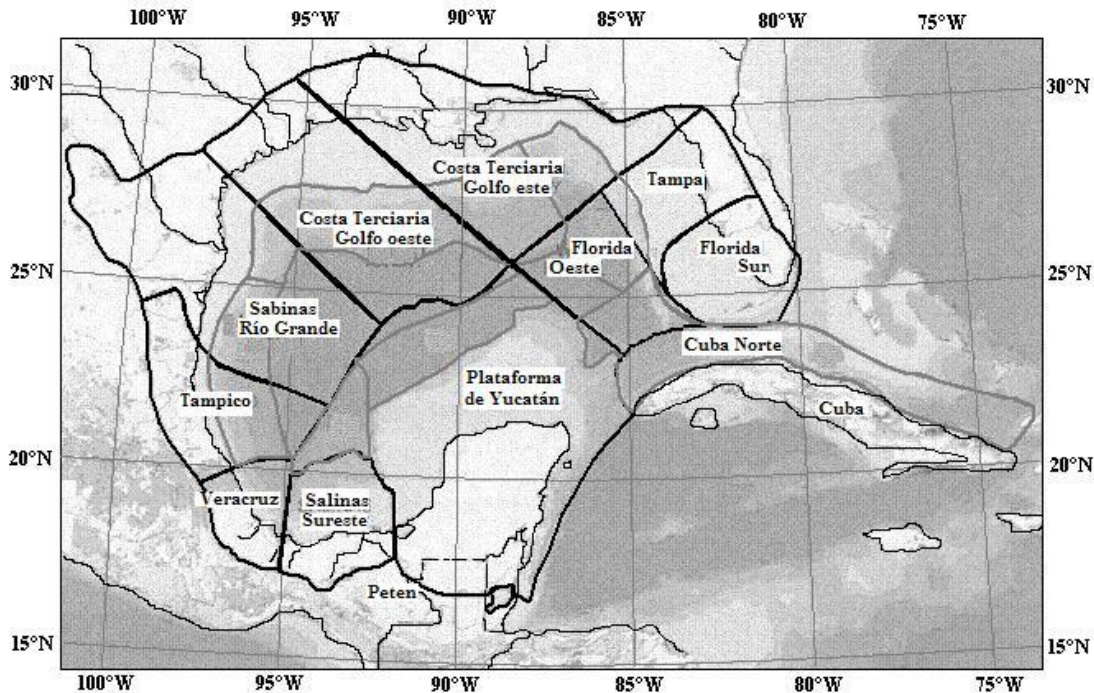 100°W 95°W 90°W 85°W 80°W 75°W
30°N 30°N
Costa Terciaria
Golfo este
Tampa
Costa Terciaria
Golfo oeste
Florida
Oeste
Florida
Sur
25°N 25°N
Sabinas
Río Grande
Cuba Norte
Plataforma
de Yucatán
Tampico
Cuba
20°N 20°N
Veracruz
Salinas
Sureste
Peten
15°N 15°N
100°W 95°W 90°W 85°W 80°W 75°W